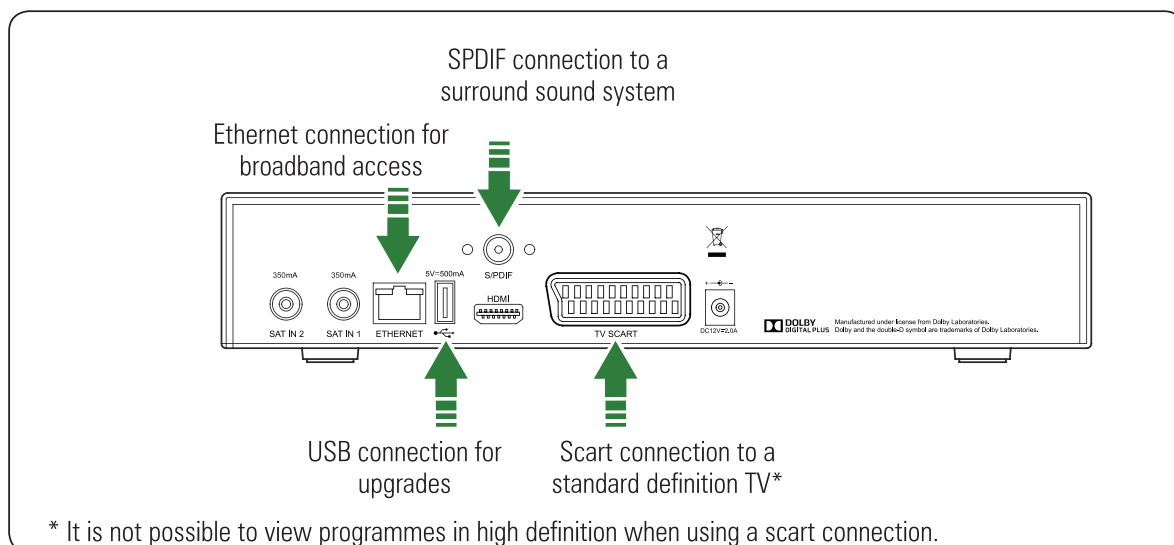 SPDIF connection to a
surround sound system
Ethernet connection for
broadband access
350mA
350mA
5V=500mA
S/PDIF
HDMI
SAT IN 2
SAT IN 1
ETHERNET
TV SCART
+ -
DC12V=2.0A
DOLBY
DIGITAL PLUS
Manufactured under license from Dolby Laboratories.
Dolby and the double-D symbol are trademarks of Dolby Laboratories.
USB connection for
upgrades
Scart connection to a
standard definition TV*
* It is not possible to view programmes in high definition when using a scart connection.